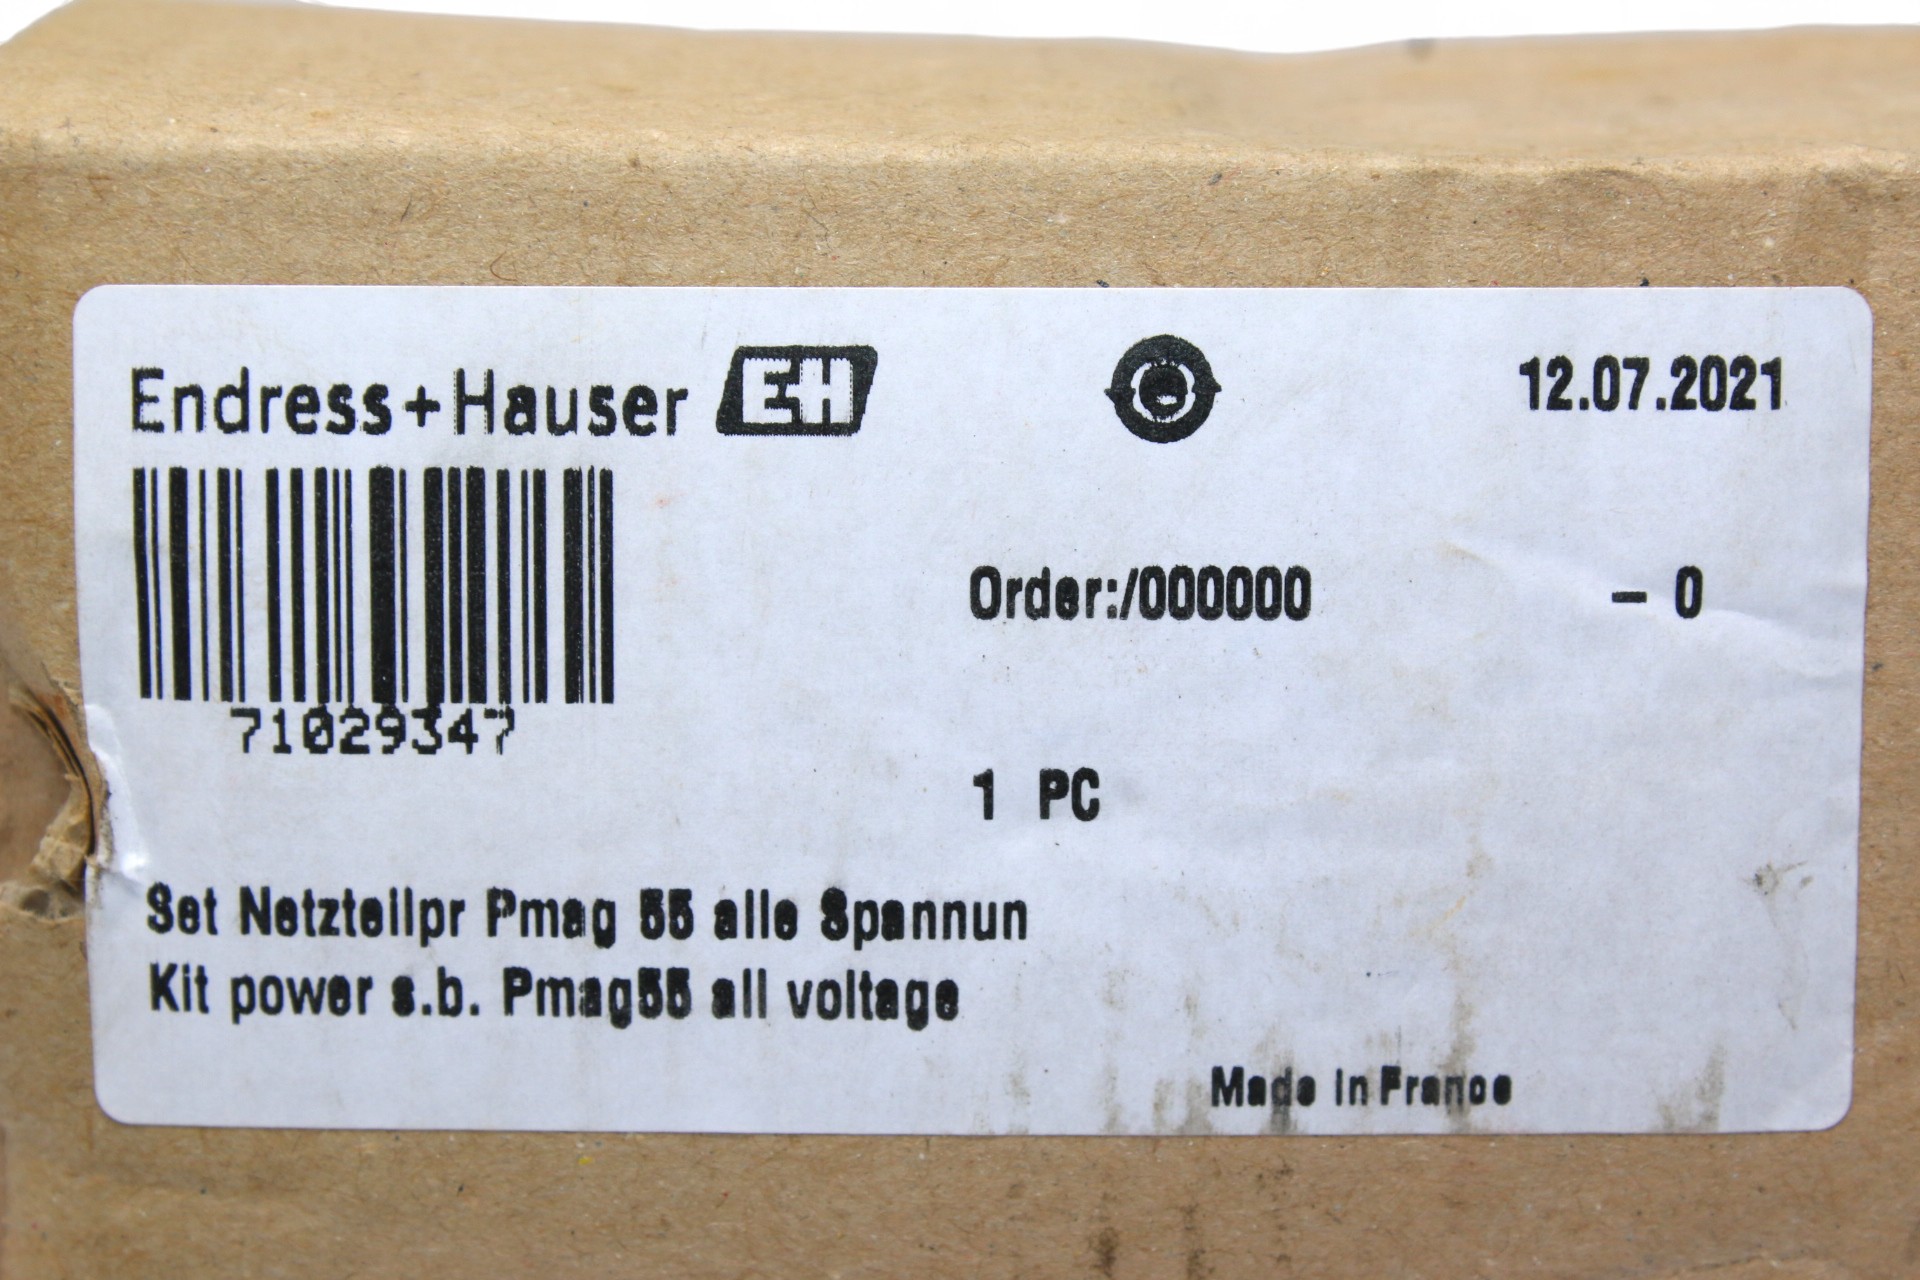 Endress+Hauser EH
12.07.2021
71029347
Order:/000000 - 0
1 PC
Set Netzteilpr Pmag 55 alle Spannun
Kit power s.b. Pmag55 all voltage
Made in France